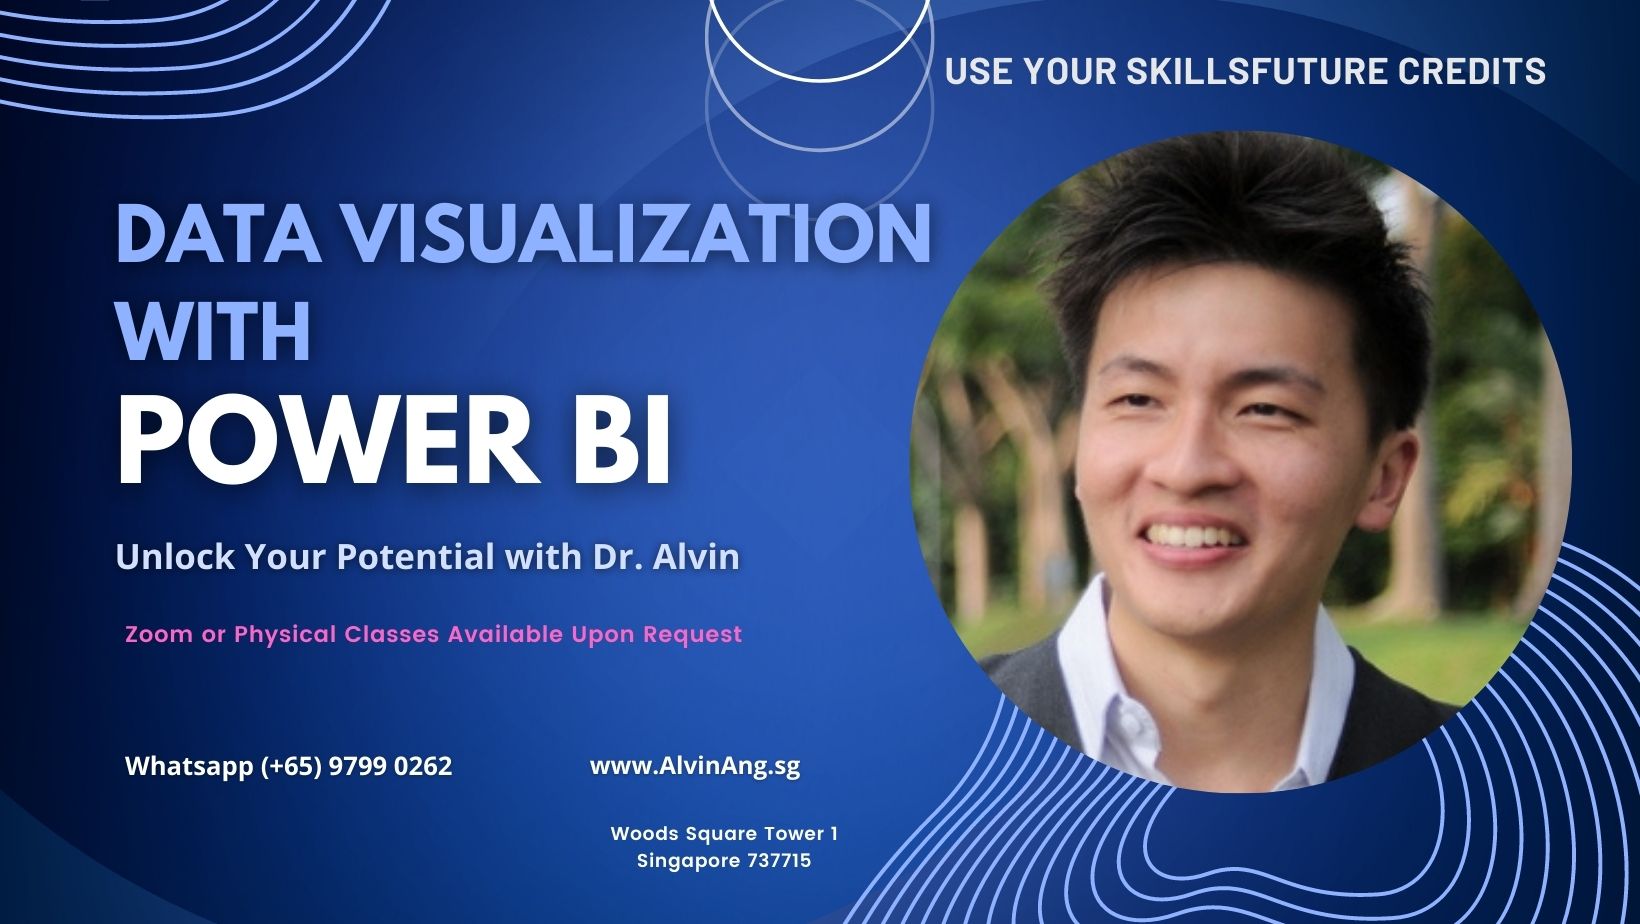 USE YOUR SKILLSFUTURE CREDITS
DATA VISUALIZATION
WITH
POWER BI
Unlock Your Potential with Dr. Alvin
Zoom or Physical Classes Available Upon Request
Whatsapp (+65) 9799 0262
www.AlvinAng.sg
Woods Square Tower 1
Singapore 737715